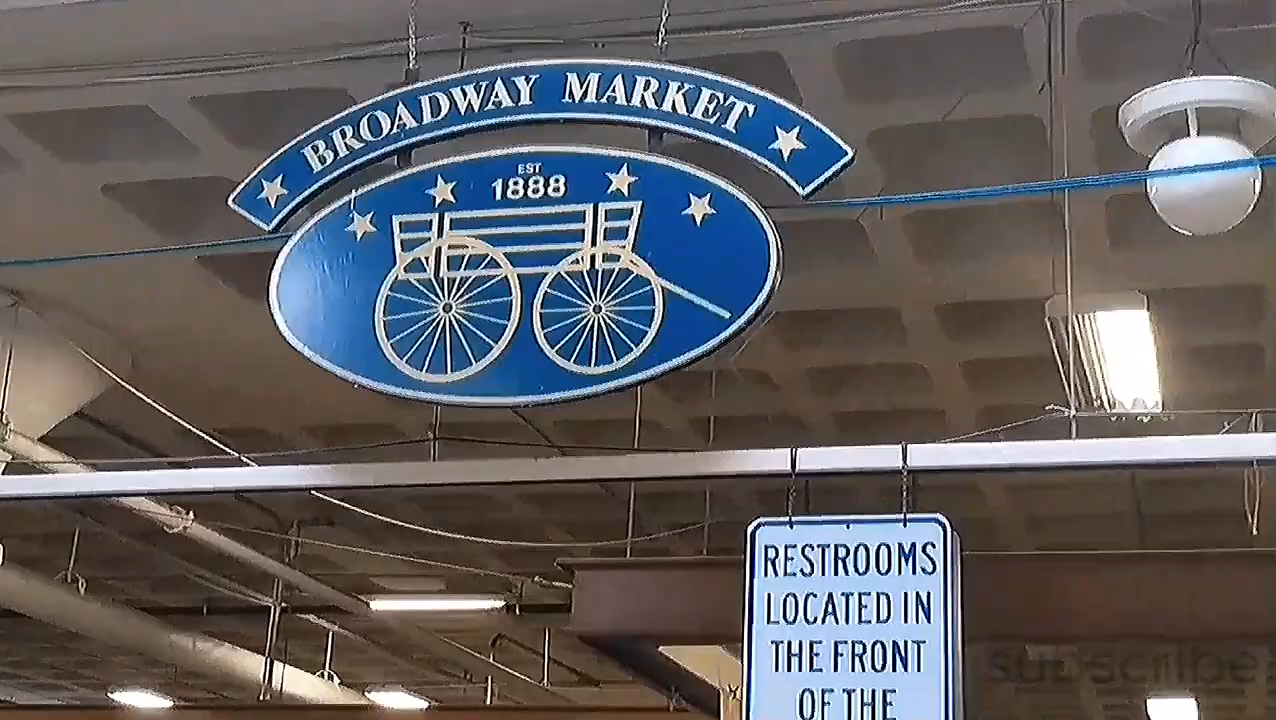 BROADWAY MARKET
EST
1888
RESTROOMS
LOCATED IN
THE FRONT
OF THE
subscribe